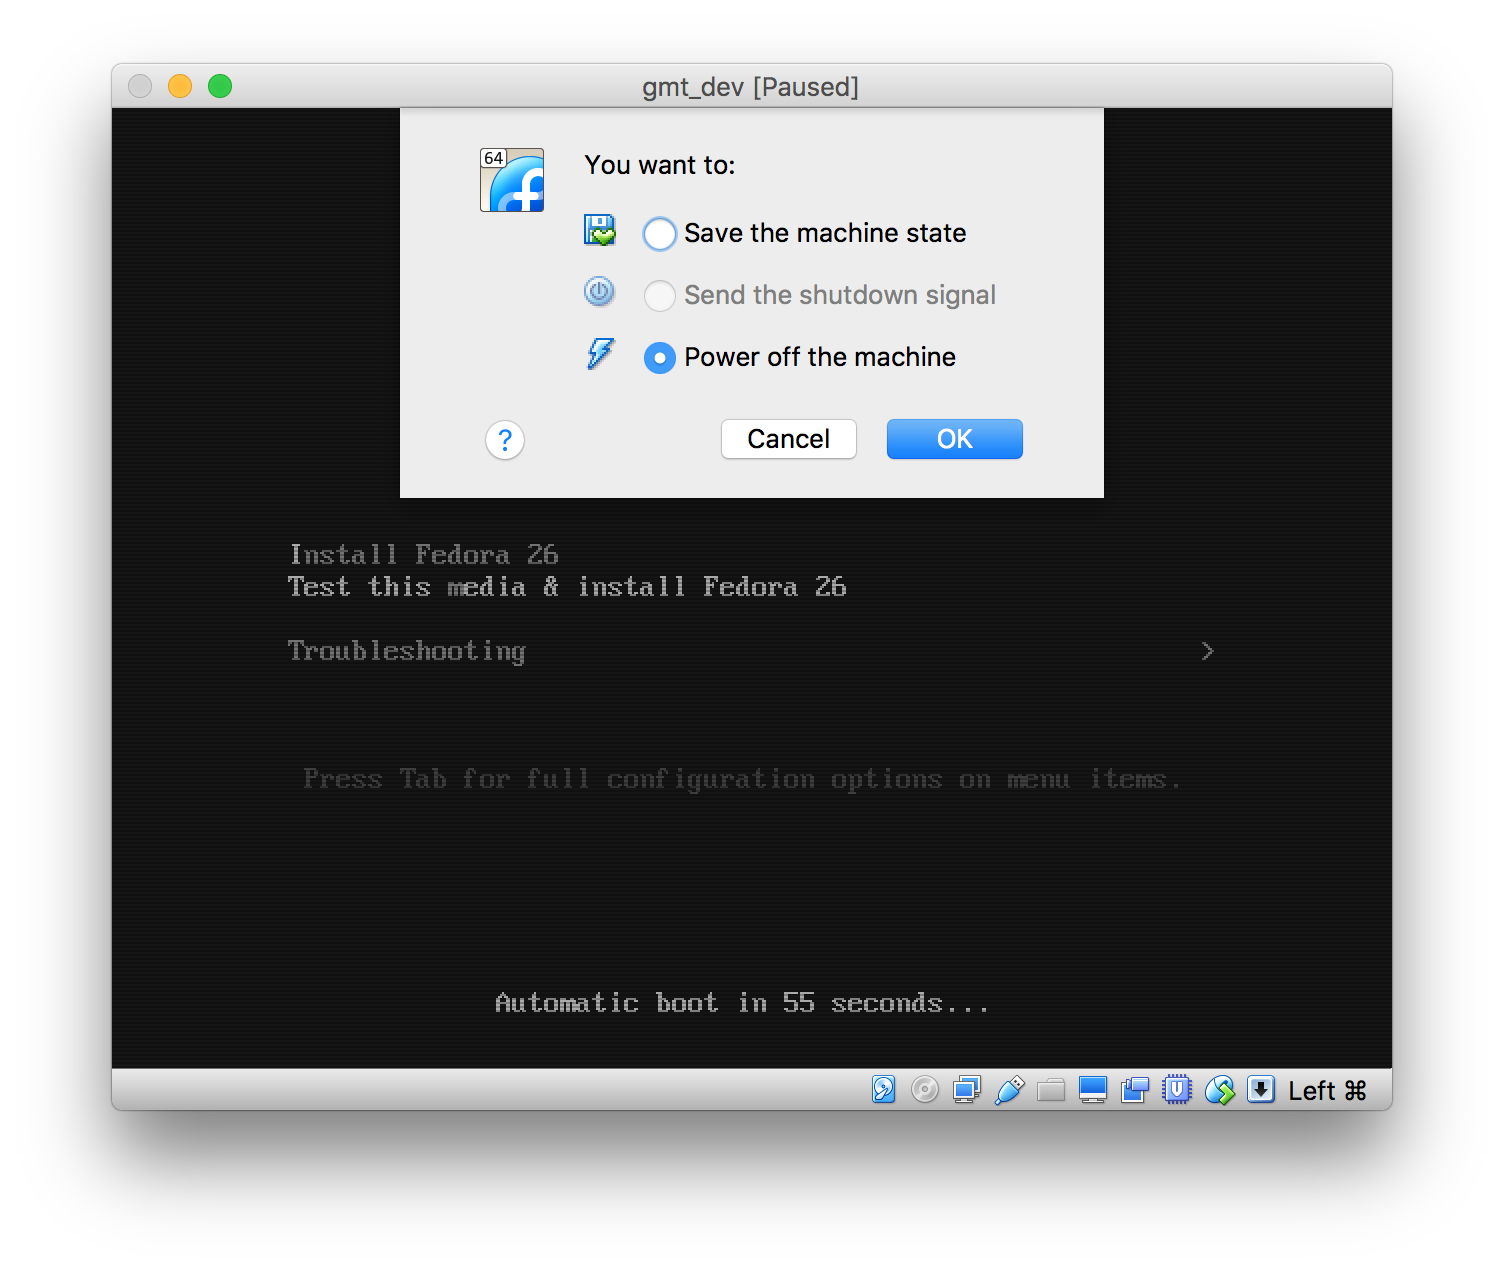 gmt_dev [Paused]
64
You want to:
Save the machine state
Send the shutdown signal
Power off the machine
?
Cancel
OK
Install Fedora 26
Test this media & install Fedora 26
Troubleshooting >
Press Tab for full configuration options on menu items.
Automatic boot in 55 seconds...
Left ⌘